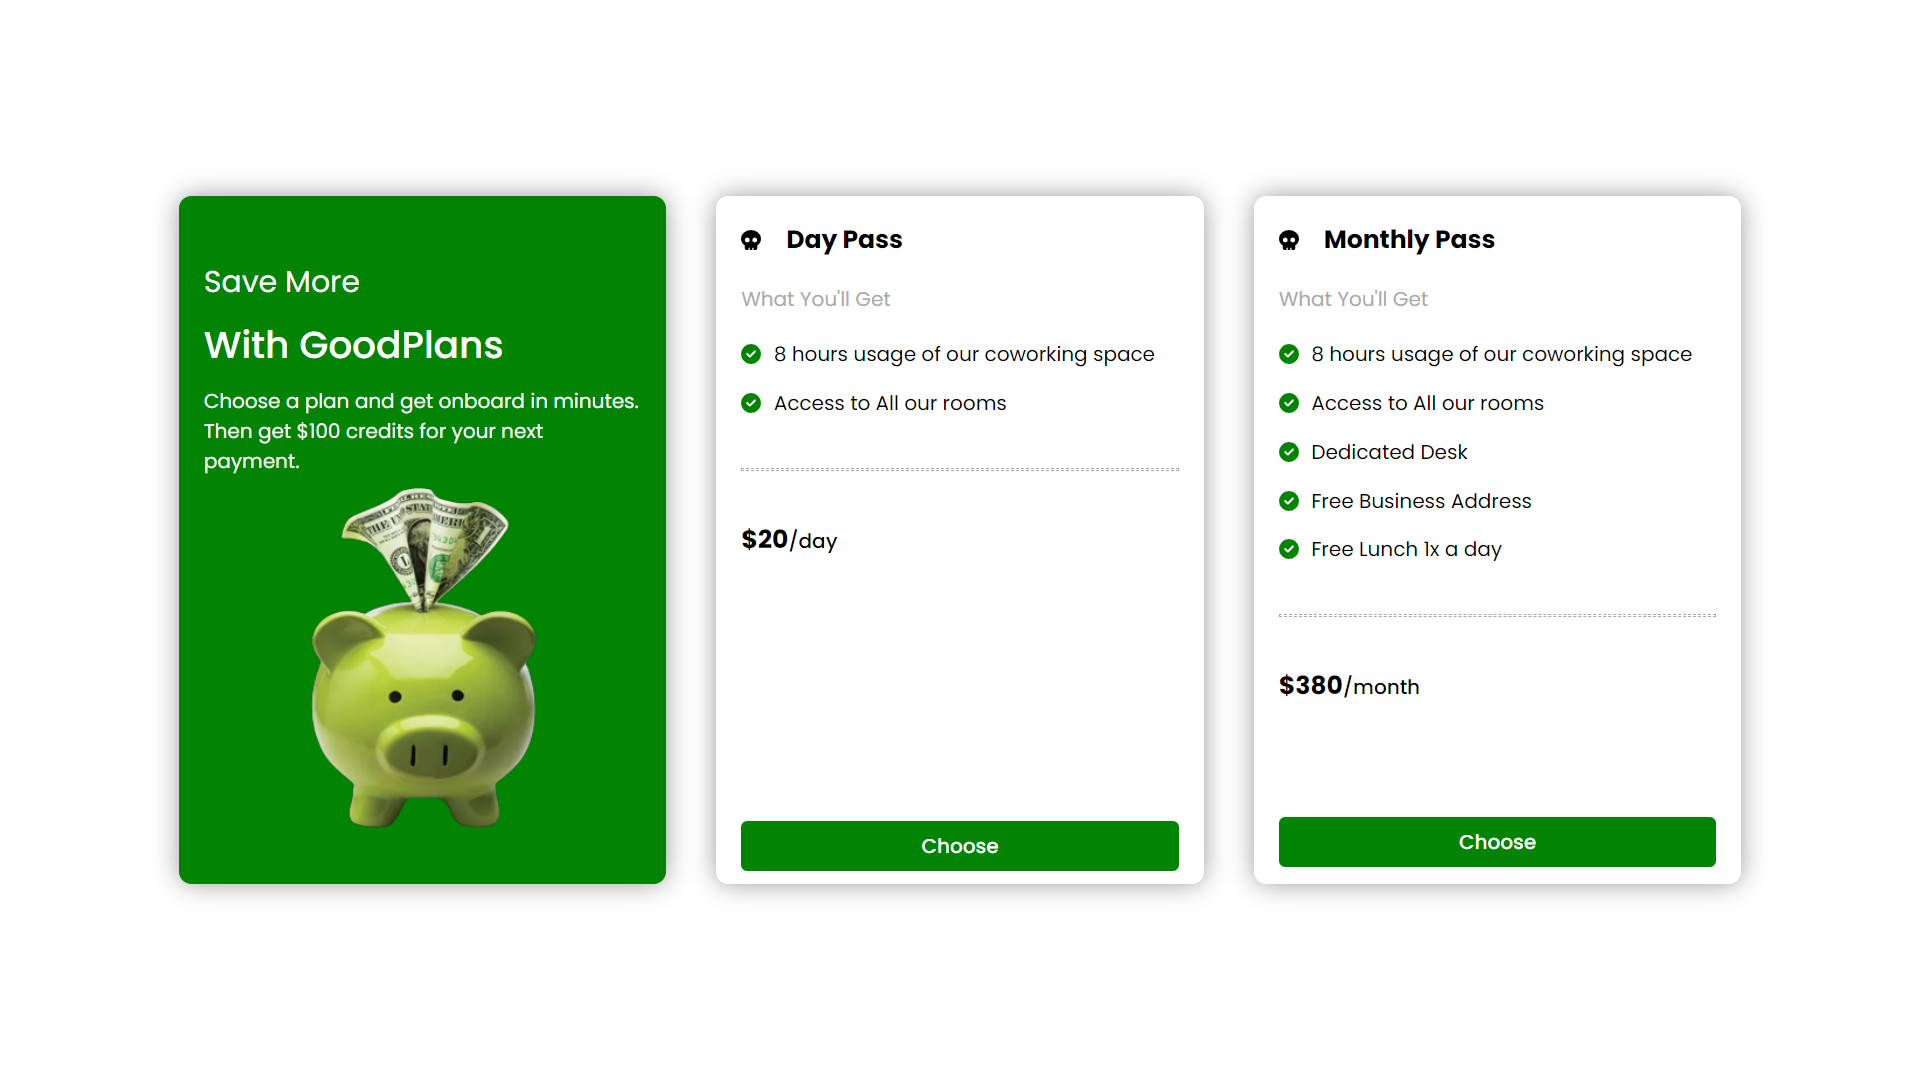 Save More
With GoodPlans
Choose a plan and get onboard in minutes.
Then get $100 credits for your next
payment.
Day Pass
What You'll Get
8 hours usage of our coworking space
Access to All our rooms
$20/day
Choose
Monthly Pass
What You'll Get
8 hours usage of our coworking space
Access to All our rooms
Dedicated Desk
Free Business Address
Free Lunch 1x a day
$380/month
Choose